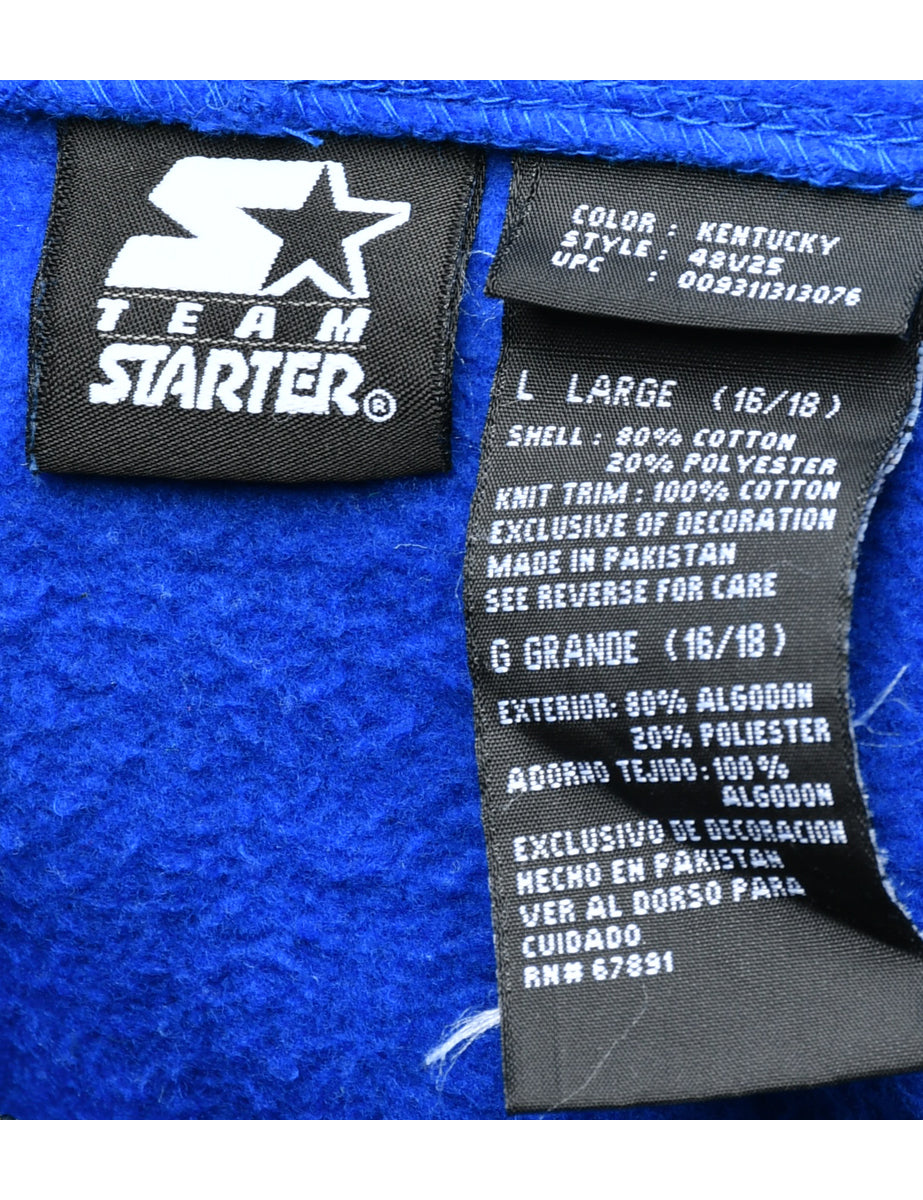 TEAM
STARTER®
COLOR : KENTUCKY
STYLE : 48V25
UPC : 009311313076
L LARGE (16/18)
SHELL : 80% COTTON
20% POLYESTER
KNIT TRIM : 100% COTTON
EXCLUSIVE OF DECORATION
MADE IN PAKISTAN
SEE REVERSE FOR CARE
G GRANDE (16/18)
EXTERIOR: 80% ALGODON
20% POLIESTER
ADORNO TEJIDO: 100%
ALGODON
EXCLUSIVO DE DECORACION
HECHO EN PAKISTAN
VER AL DORSO PARA
CUIDADO
RN# 67891